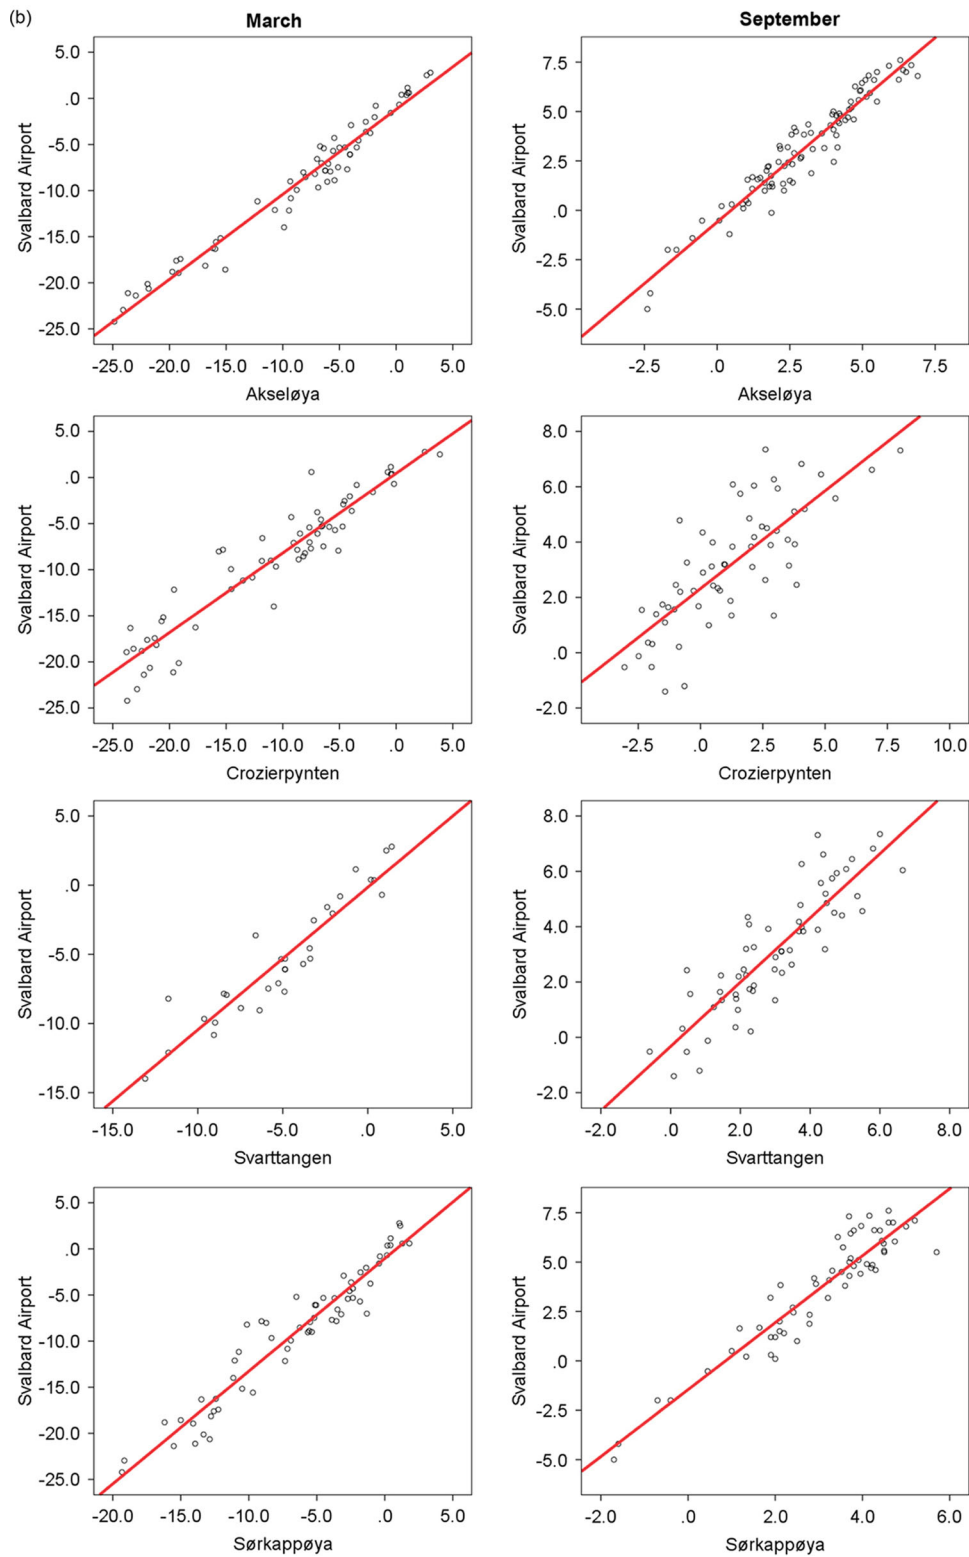 (b)
March
September
5.0
.0
-5.0
-10.0
-15.0
-20.0
-25.0
Svalbard Airport
-25.0 -20.0 -15.0 -10.0 -5.0 .0 5.0
Akseløya
7.5
5.0
2.5
.0
-2.5
-5.0
Svalbard Airport
-2.5 .0 2.5 5.0 7.5
Akseløya
5.0
.0
-5.0
-10.0
-15.0
-20.0
-25.0
Svalbard Airport
-25.0 -20.0 -15.0 -10.0 -5.0 .0 5.0
Crozierpynten
8.0
6.0
4.0
2.0
.0
-2.0
Svalbard Airport
-2.5 .0 2.5 5.0 7.5 10.0
Crozierpynten
5.0
.0
-5.0
-10.0
-15.0
Svalbard Airport
-15.0 -10.0 -5.0 .0 5.0
Svarttangen
8.0
6.0
4.0
2.0
.0
-2.0
Svalbard Airport
-2.0 .0 2.0 4.0 6.0 8.0
Svarttangen
5.0
.0
-5.0
-10.0
-15.0
-20.0
-25.0
Svalbard Airport
-20.0 -15.0 -10.0 -5.0 .0 5.0
Sørkappøya
7.5
5.0
2.5
.0
-2.5
-5.0
Svalbard Airport
-2.0 .0 2.0 4.0 6.0
Sørkappøya